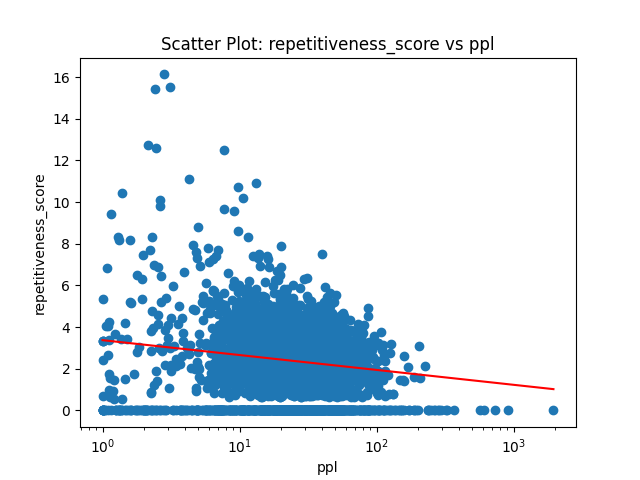 Scatter Plot: repetitiveness_score vs ppl
16
14
12
10
8
6
4
2
0
repetitiveness_score
10⁰ 10¹ 10² 10³
ppl